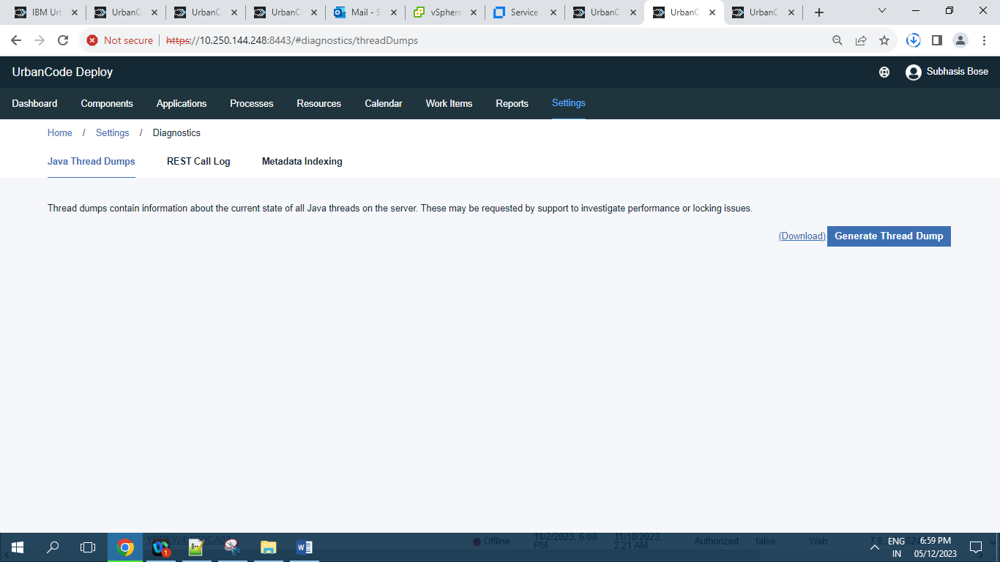 IBM Urb
UrbanC
UrbanC
UrbanC
Mail - S
vSphere
Service
UrbanC
UrbanC
UrbanC
Not secure
https://10.250.144.248:8443/#diagnostics/threadDumps
UrbanCode Deploy
Subhasis Bose
Dashboard Components Applications Processes Resources Calendar Work Items Reports Settings
Home / Settings / Diagnostics
Java Thread Dumps REST Call Log Metadata Indexing
Thread dumps contain information about the current state of all Java threads on the server. These may be requested by support to investigate performance or locking issues.
(Download) Generate Thread Dump
Offline
11/2/2023, 6:08
PM
11/18/2023,
2:21 AM
Authorized
false
Web
1
ENG
IN
6:59 PM
05/12/2023